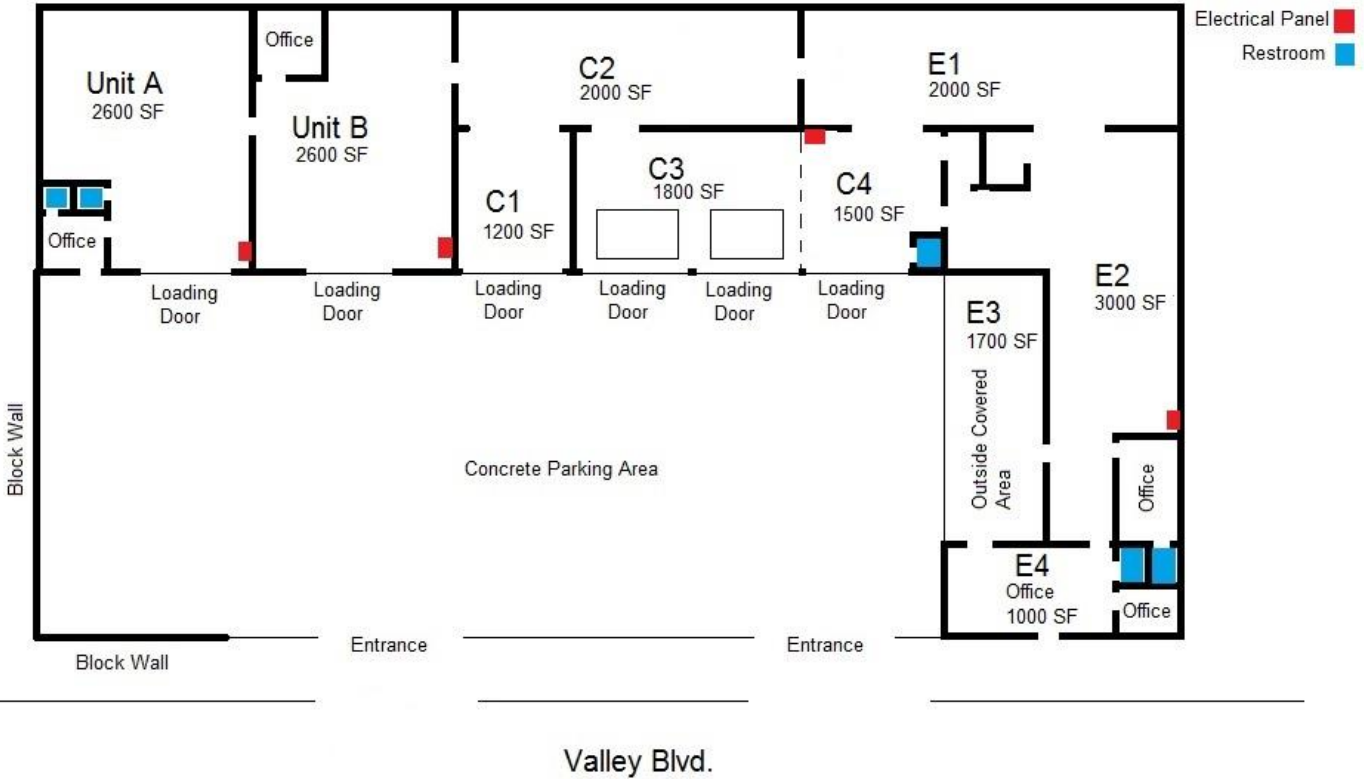 Electrical Panel
Restroom
Unit A
2600 SF
Office
Unit B
2600 SF
C2
2000 SF
E1
2000 SF
C1
1200 SF
C3
1800 SF
C4
1500 SF
Office
Loading
Door
Loading
Door
Loading
Door
Loading
Door
Loading
Door
Loading
Door
E3
1700 SF
E2
3000 SF
Block Wall
Concrete Parking Area
Outside Covered
Area
Office
E4
Office
1000 SF
Office
Entrance
Entrance
Block Wall
Valley Blvd.